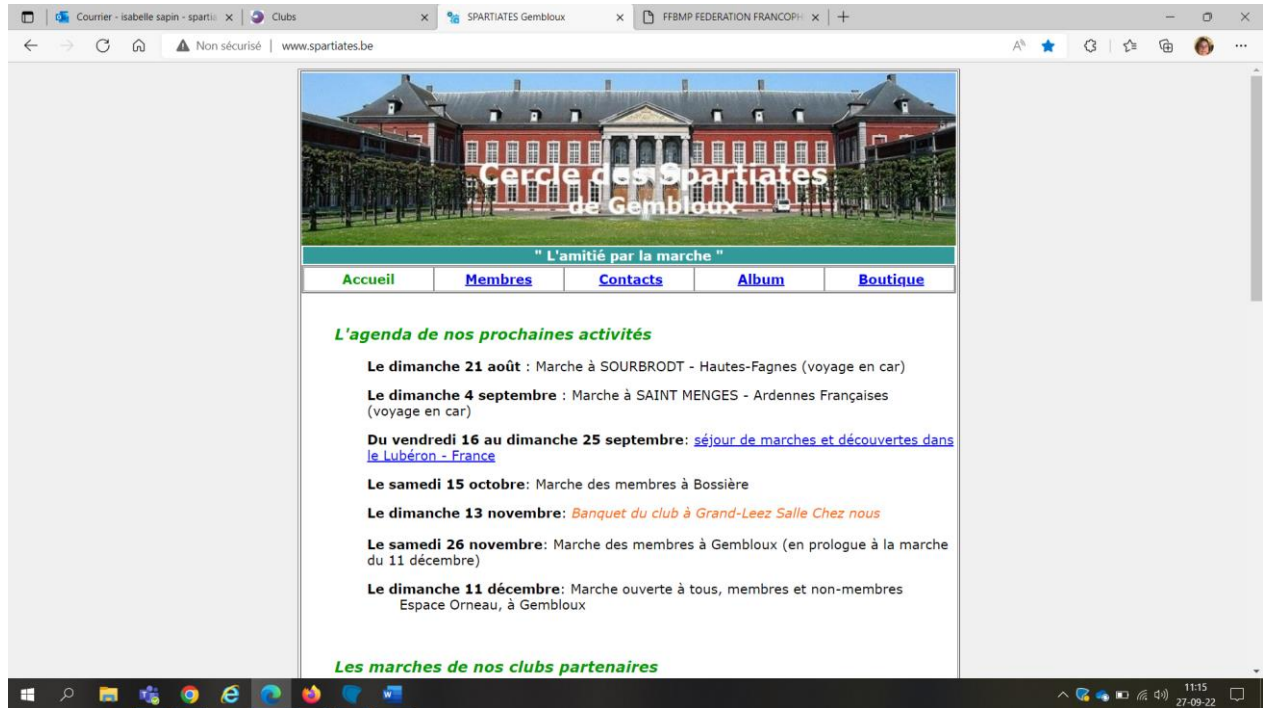 Courrier - isabelle sapin - spartia
Clubs
SPARTIATES Gembloux
FFBMP FEDERATION FRANCOPH
Non sécurisé | www.spartiates.be
Cercle des Spartiates
de Gembloux
" L'amitié par la marche "
Accueil Membres Contacts Album Boutique
L'agenda de nos prochaines activités
Le dimanche 21 août : Marche à SOURBRODT - Hautes-Fagnes (voyage en car)
Le dimanche 4 septembre : Marche à SAINT MENGES - Ardennes Françaises
(voyage en car)
Du vendredi 16 au dimanche 25 septembre: séjour de marches et découvertes dans
le Lubéron - France
Le samedi 15 octobre: Marche des membres à Bossière
Le dimanche 13 novembre: Banquet du club à Grand-Leez Salle Chez nous
Le samedi 26 novembre: Marche des membres à Gembloux (en prologue à la marche
du 11 décembre)
Le dimanche 11 décembre: Marche ouverte à tous, membres et non-membres
Espace Orneau, à Gembloux
Les marches de nos clubs partenaires
11:15
27-09-22